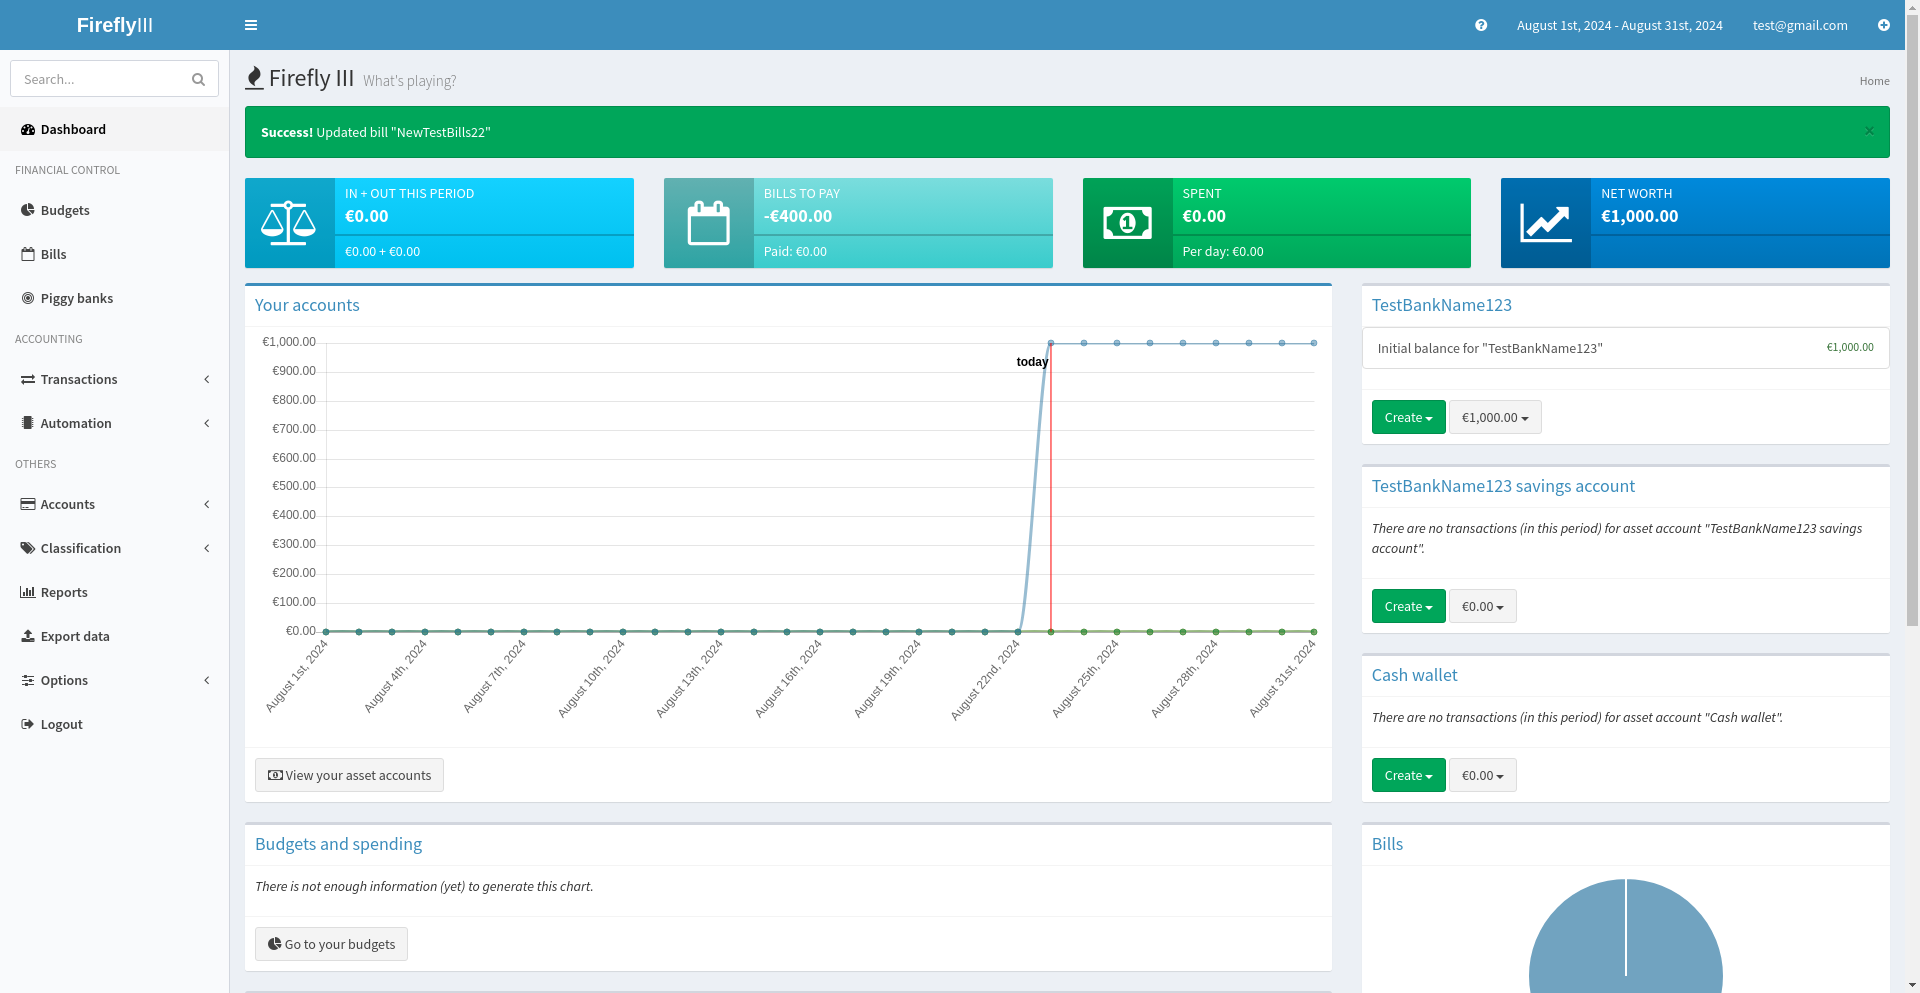 FireflyIII
August 1st, 2024 - August 31st, 2024
test@gmail.com
Search...
Firefly III What's playing?
Home
Dashboard
FINANCIAL CONTROL
Budgets
Bills
Piggy banks
ACCOUNTING
Transactions
Automation
OTHERS
Accounts
Classification
Reports
Export data
Options
Logout
Success! Updated bill "NewTestBills22"
×
IN + OUT THIS PERIOD
€0.00
€0.00 + €0.00
BILLS TO PAY
-€400.00
Paid: €0.00
SPENT
€0.00
Per day: €0.00
NET WORTH
€1,000.00
Your accounts
€1,000.00
€900.00
€800.00
€700.00
€600.00
€500.00
€400.00
€300.00
€200.00
€100.00
€0.00
today
August 1st, 2024
August 4th, 2024
August 7th, 2024
August 10th, 2024
August 13th, 2024
August 16th, 2024
August 19th, 2024
August 22nd, 2024
August 25th, 2024
August 28th, 2024
August 31st, 2024
View your asset accounts
Budgets and spending
There is not enough information (yet) to generate this chart.
Go to your budgets
TestBankName123
Initial balance for "TestBankName123"
€1,000.00
Create
€1,000.00
TestBankName123 savings account
There are no transactions (in this period) for asset account "TestBankName123 savings
account".
Create
€0.00
Cash wallet
There are no transactions (in this period) for asset account "Cash wallet".
Create
€0.00
Bills